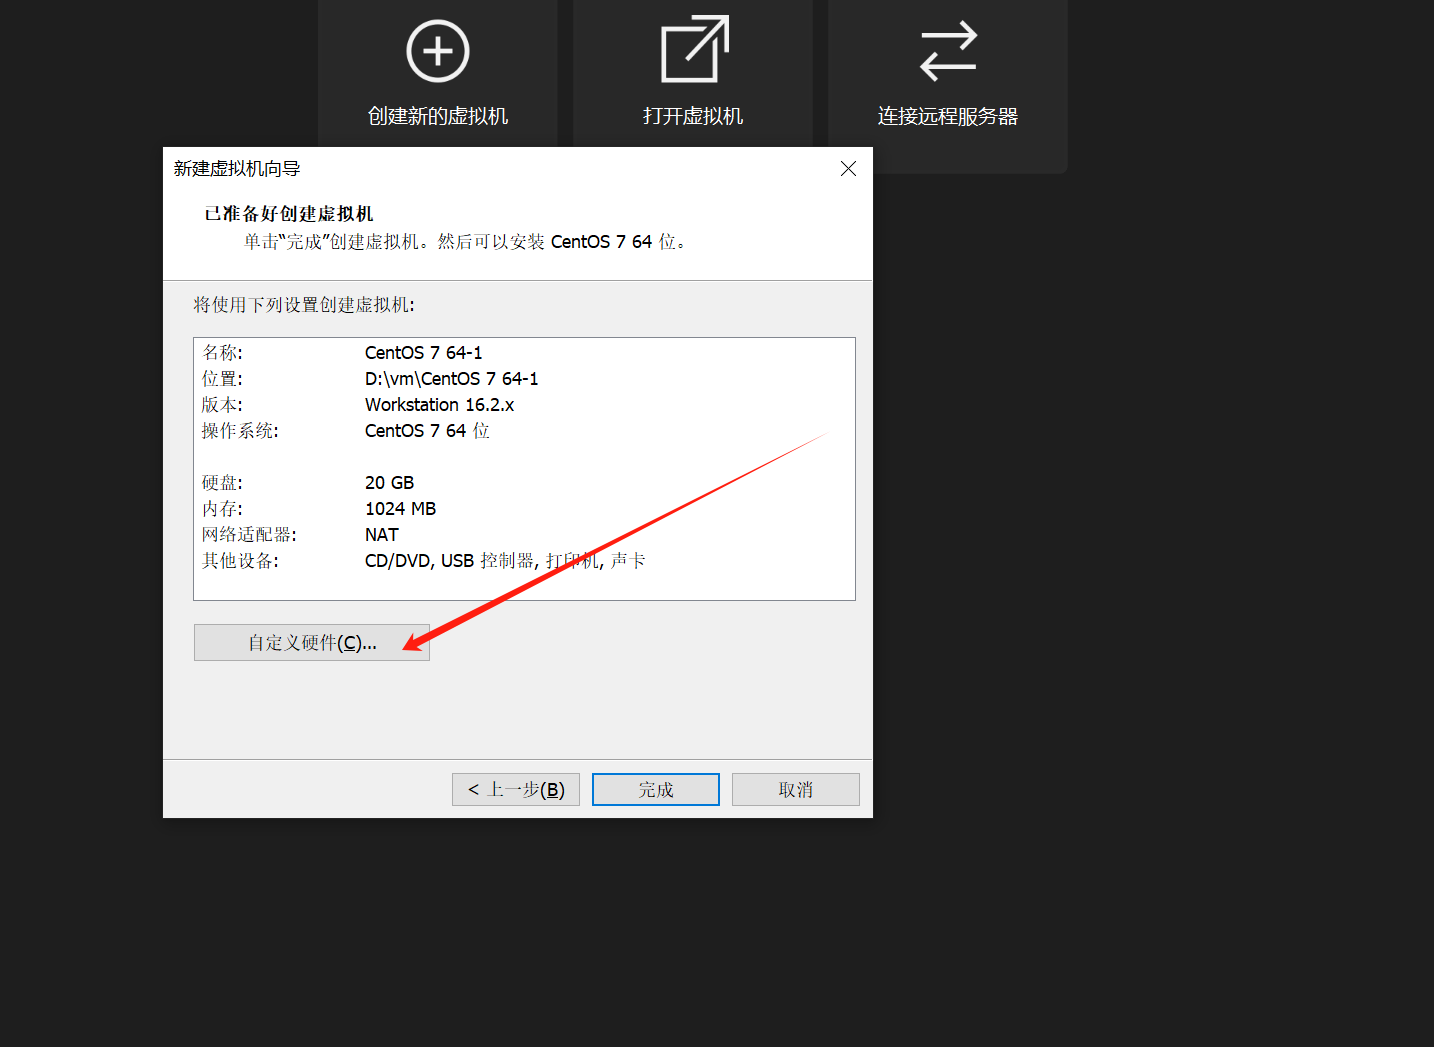 创建新的虚拟机
打开虚拟机
连接远程服务器
新建虚拟机向导
已准备好创建虚拟机
单击“完成”创建虚拟机。然后可以安装 CentOS 7 64 位。
将使用下列设置创建虚拟机:
名称: CentOS 7 64-1
位置: D:\vm\CentOS 7 64-1
版本: Workstation 16.2.x
操作系统: CentOS 7 64 位
硬盘: 20 GB
内存: 1024 MB
网络适配器: NAT
其他设备: CD/DVD, USB 控制器, 打印机, 声卡
自定义硬件(C)...
< 上一步(B)
完成
取消